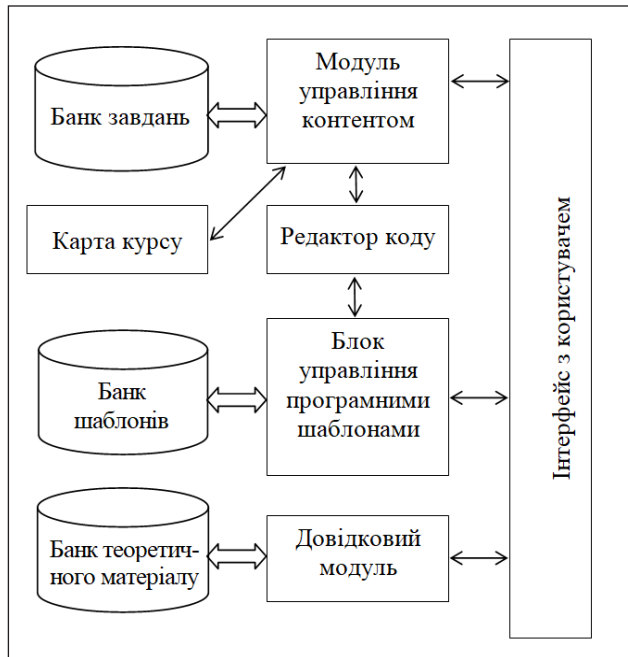 Банк завдань
Модуль
управління
контентом
Карта курсу
Редактор коду
Банк
шаблонів
Блок
управління
програмними
шаблонами
Банк теоретич-
ного матеріалу
Довідковий
модуль
Інтерфейс з користувачем